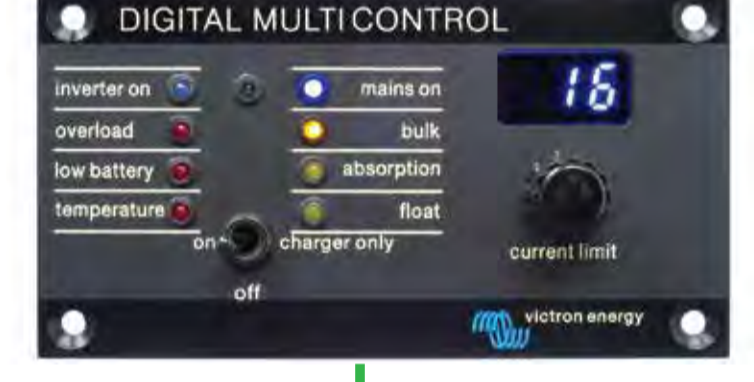 DIGITAL MULTI CONTROL
inverter on
overload
low battery
temperature
mains on
bulk
absorption
float
on
charger only
off
16
current limit
victron energy